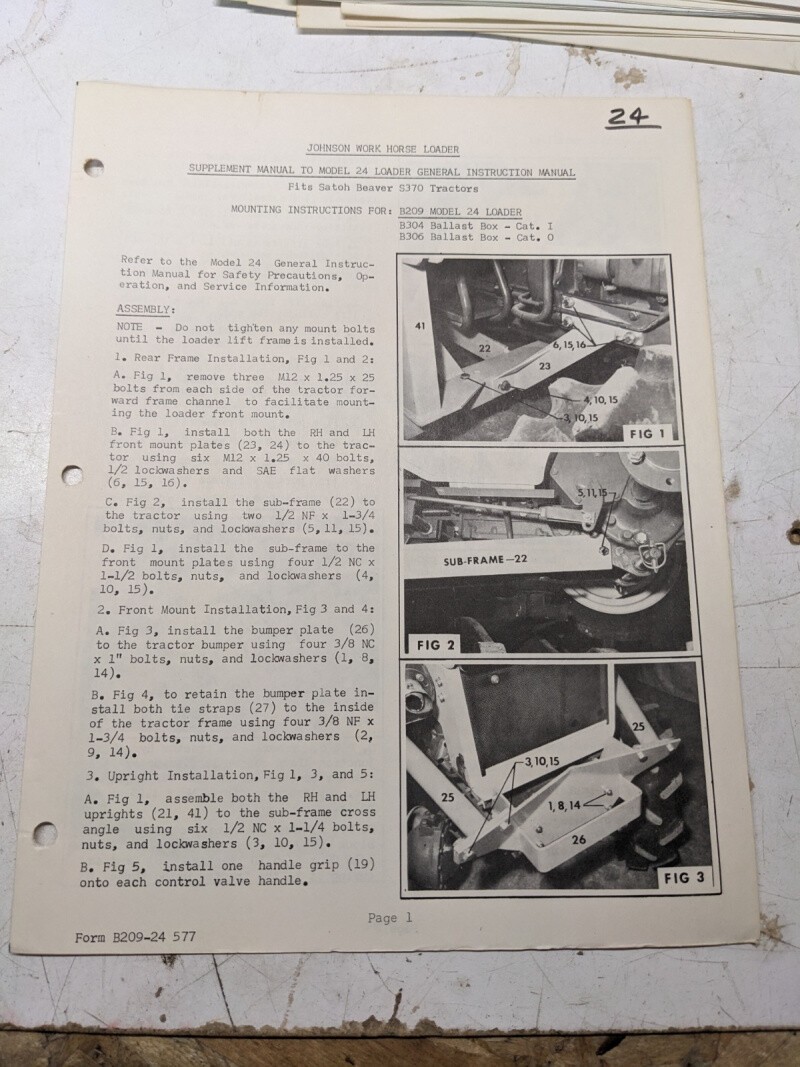 24
JOHNSON WORK HORSE LOADER
SUPPLEMENT MANUAL TO MODEL 24 LOADER GENERAL INSTRUCTION MANUAL
Fits Satoh Beaver S370 Tractors
MOUNTING INSTRUCTIONS FOR: B209 MODEL 24 LOADER
B304 Ballast Box - Cat. I
B306 Ballast Box - Cat. O
Refer to the Model 24 General Instruc-
tion Manual for Safety Precautions, Op-
eration, and Service Information.
ASSEMBLY:
NOTE - Do not tighten any mount bolts
until the loader lift frame is installed.
1. Rear Frame Installation, Fig 1 and 2:
A. Fig 1, remove three M12 x 1.25 x 25
bolts from each side of the tractor for-
ward frame channel to facilitate mount-
ing the loader front mount.
B. Fig 1, install both the RH and LH
front mount plates (23, 24) to the trac-
tor using six M12 x 1.25 x 40 bolts,
1/2 lockwashers and SAE flat washers
(6, 15, 16).
C. Fig 2, install the sub-frame (22) to
the tractor using two 1/2 NF x 1-3/4
bolts, nuts, and lockwashers (5, 11, 15).
D. Fig 1, install the sub-frame to the
front mount plates using four 1/2 NC x
1-1/2 bolts, nuts, and lockwashers (4,
10, 15).
2. Front Mount Installation, Fig 3 and 4:
A. Fig 3, install the bumper plate (26)
to the tractor bumper using four 3/8 NC
x 1" bolts, nuts, and lockwashers (1, 8,
14).
B. Fig 4, to retain the bumper plate in-
stall both tie straps (27) to the inside
of the tractor frame using four 3/8 NF x
1-3/4 bolts, nuts, and lockwashers (2,
9, 14).
3. Upright Installation, Fig 1, 3, and 5:
A. Fig 1, assemble both the RH and LH
uprights (21, 41) to the sub-frame cross
angle using six 1/2 NC x 1-1/4 bolts,
nuts, and lockwashers (3, 10, 15).
B. Fig 5, install one handle grip (19)
onto each control valve handle.
41
22
6, 15, 16
23
4, 10, 15
3, 10, 15
FIG 1
5, 11, 15
SUB-FRAME—22
FIG 2
25
3, 10, 15
25
1, 8, 14
26
FIG 3
Page 1
Form B209-24 577